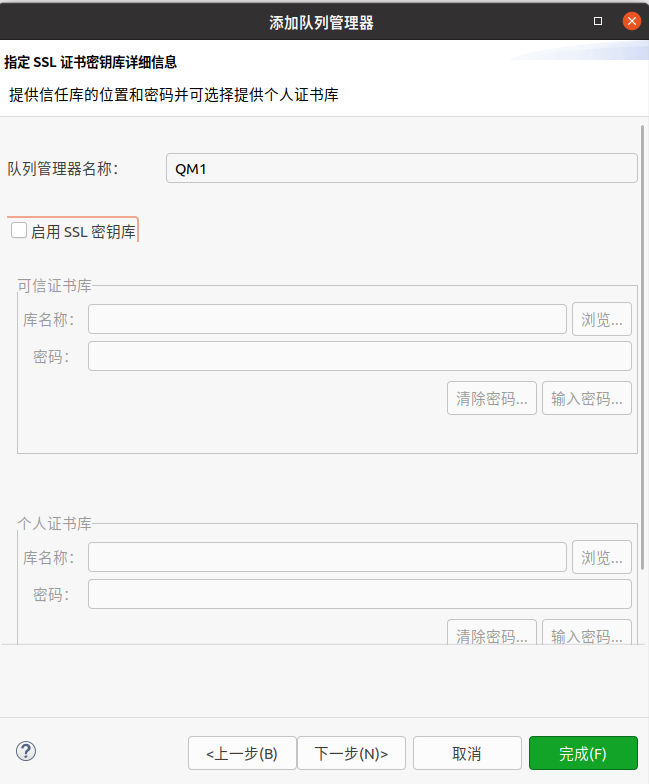 添加队列管理器
指定 SSL 证书密钥库详细信息
提供信任库的位置和密码并可选择提供个人证书库
队列管理器名称： QM1
启用 SSL 密钥库
可信证书库
库名称： 浏览...
密码：
清除密码... 输入密码...
个人证书库
库名称： 浏览...
密码：
清除密码... 输入密码...
<上一步(B) 下一步(N)> 取消 完成(F)